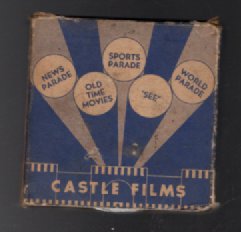 NEWS
PARADE
OLD
TIME
MOVIES
SPORTS
PARADE
"SEE"
WORLD
PARADE
CASTLE FILMS